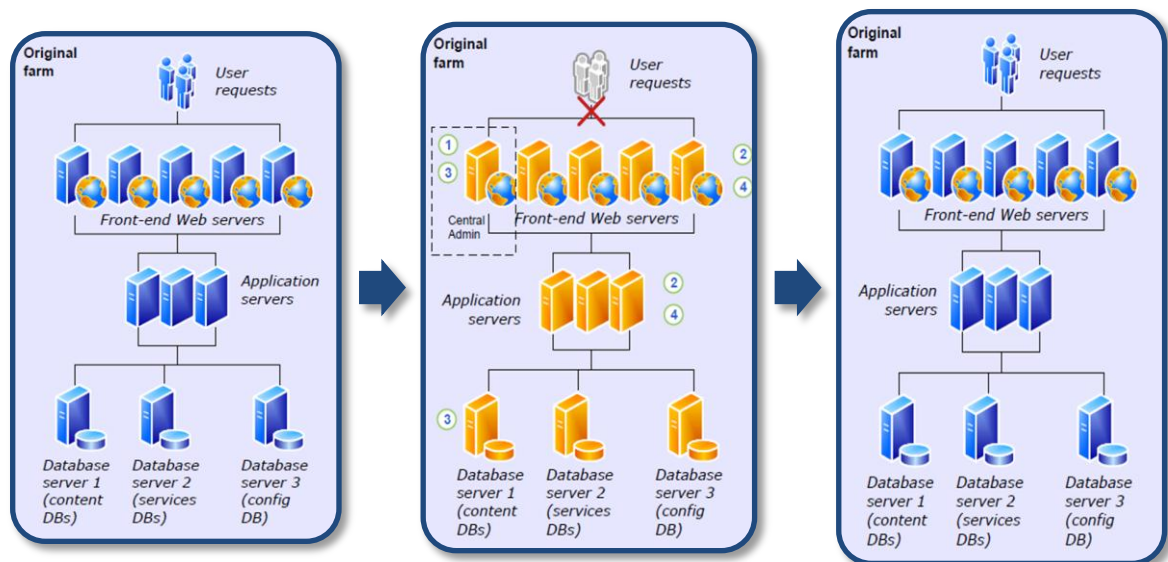 Original
farm
User
requests
Front-end Web servers
Application
servers
Database
server 1
(content
DBs)
Database
server 2
(services
DBs)
Database
server 3
(config
DB)
Original
farm
User
requests
1
3
2
4
Central
Admin
Front-end Web servers
Application
servers
2
4
3
Database
server 1
(content
DBs)
Database
server 2
(services
DBs)
Database
server 3
(config
DB)
Original
farm
User
requests
Front-end Web servers
Application
servers
Database
server 1
(content
DBs)
Database
server 2
(services
DBs)
Database
server 3
(config
DB)